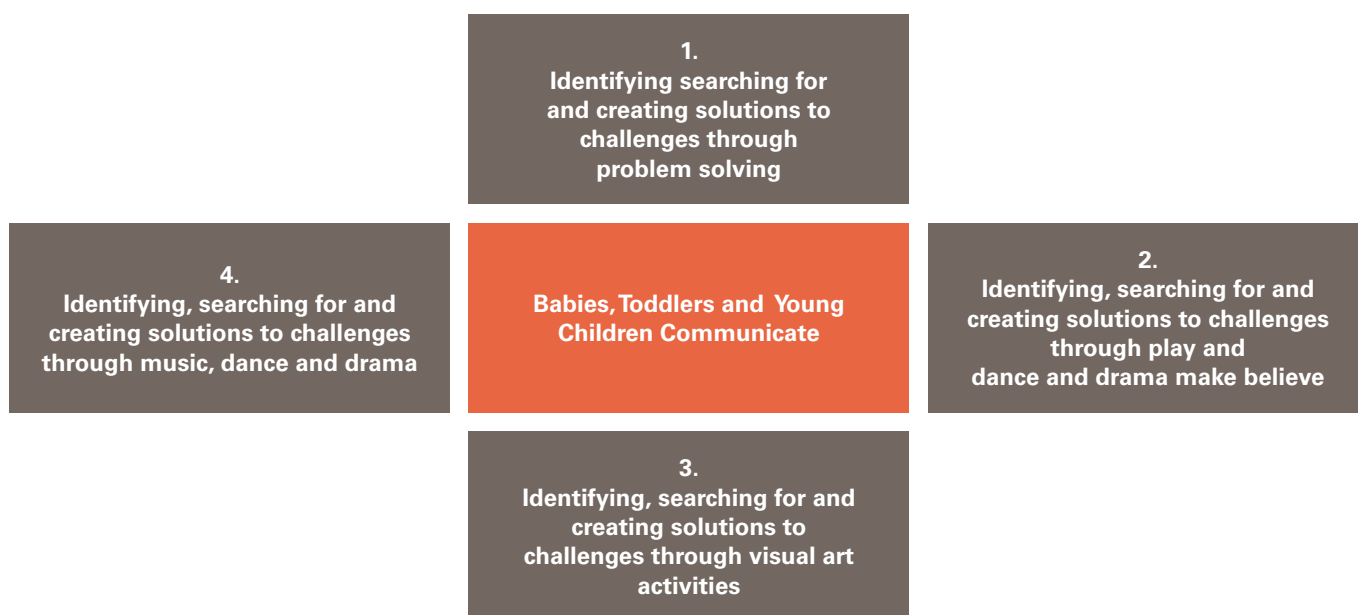 1.
Identifying searching for
and creating solutions to
challenges through
problem solving
4.
Identifying, searching for and
creating solutions to challenges
through music, dance and drama
Babies, Toddlers and Young
Children Communicate
2.
Identifying, searching for and
creating solutions to challenges
through play and
dance and drama make believe
3.
Identifying, searching for and
creating solutions to
challenges through visual art
activities